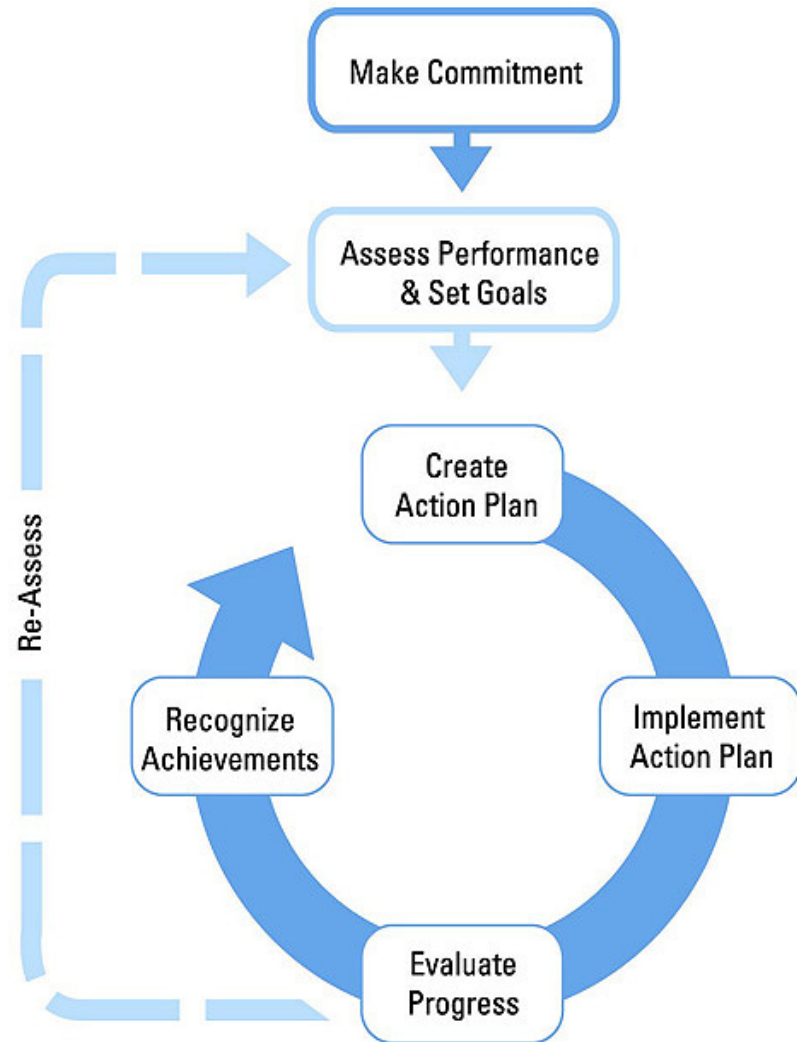 Make Commitment
Assess Performance
& Set Goals
Create
Action Plan
Re-Assess
Recognize
Achievements
Implement
Action Plan
Evaluate
Progress